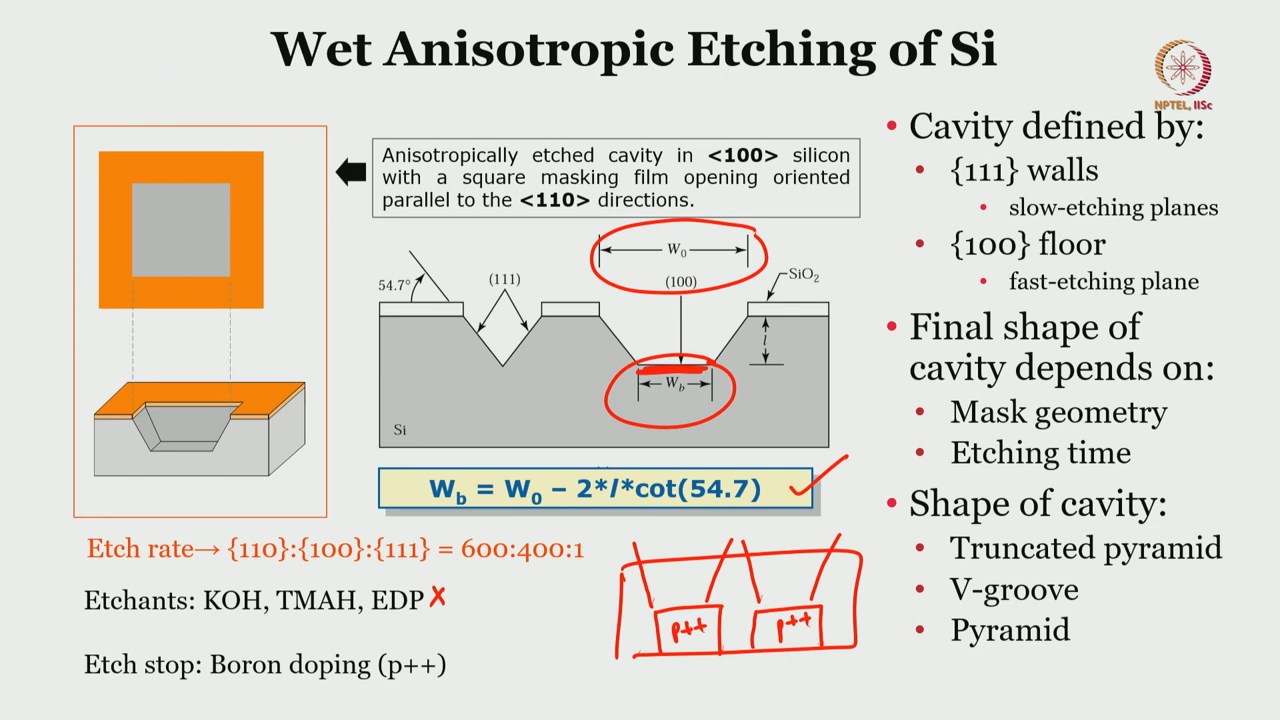 Wet Anisotropic Etching of Si
NPTEL, IISc
Anisotropically etched cavity in <100> silicon
with a square masking film opening oriented
parallel to the <110> directions.
W₀
54.7°
(111)
(100)
SiO₂
l
W_b
Si
W_b = W₀ – 2*l*cot(54.7)
Etch rate→ {110}:{100}:{111} = 600:400:1
Etchants: KOH, TMAH, EDP ✗
Etch stop: Boron doping (p++)
p++
p++
• Cavity defined by:
• {111} walls
• slow-etching planes
• {100} floor
• fast-etching plane
• Final shape of
cavity depends on:
• Mask geometry
• Etching time
• Shape of cavity:
• Truncated pyramid
• V-groove
• Pyramid